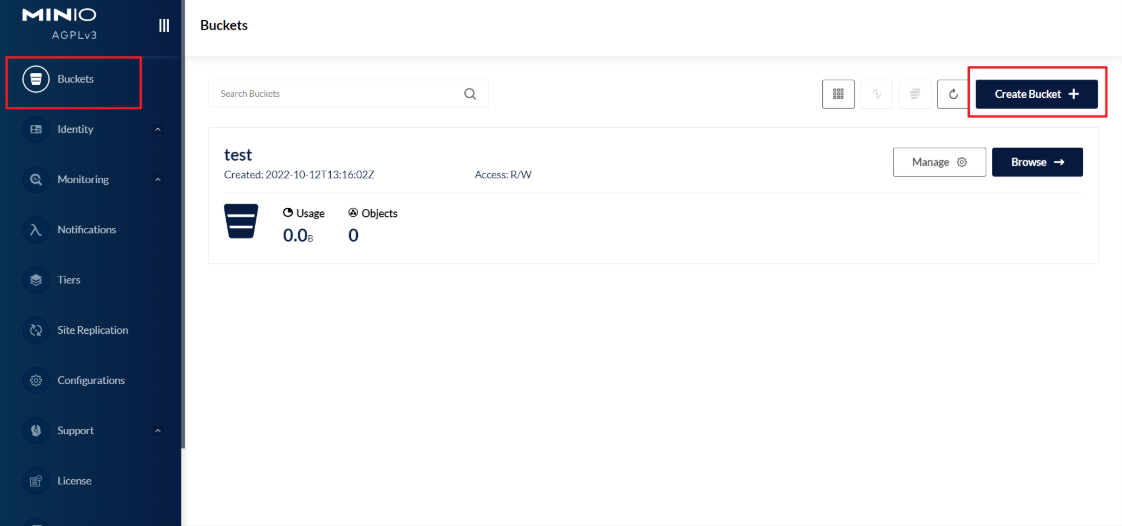 MINIO
AGPLv3
Buckets
Identity
Monitoring
Notifications
Tiers
Site Replication
Configurations
Support
License
Buckets
Search Buckets
Create Bucket +
test
Created: 2022-10-12T13:16:02Z
Access: R/W
Manage
Browse →
Usage
Objects
0.0B
0